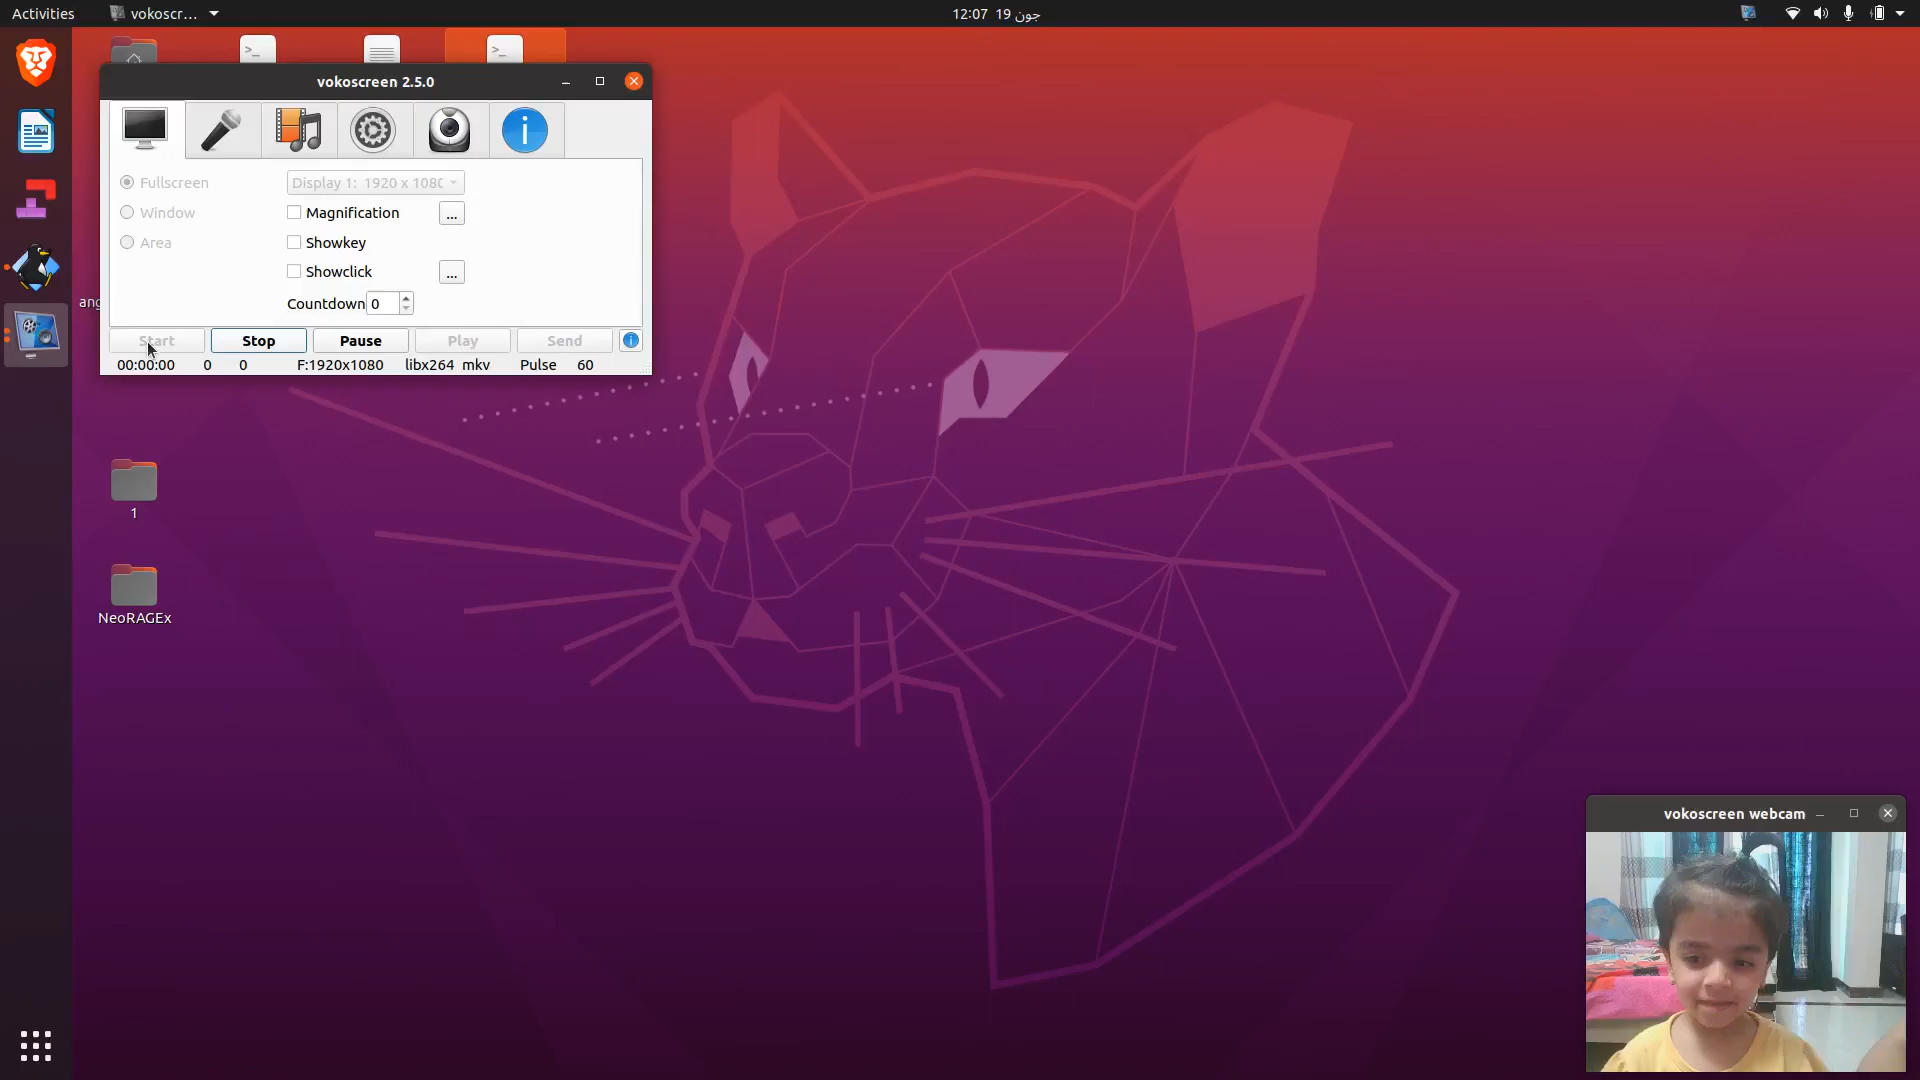 Activities
vokoscr...
12:07 19 جون
vokoscreen 2.5.0
Fullscreen
Display 1: 1920 x 1080
Window
Magnification
...
Area
Showkey
Showclick
...
Countdown 0
Start
Stop
Pause
Play
Send
00:00:00
0
0
F:1920x1080
libx264
mkv
Pulse
60
ang
1
NeoRAGEx
vokoscreen webcam